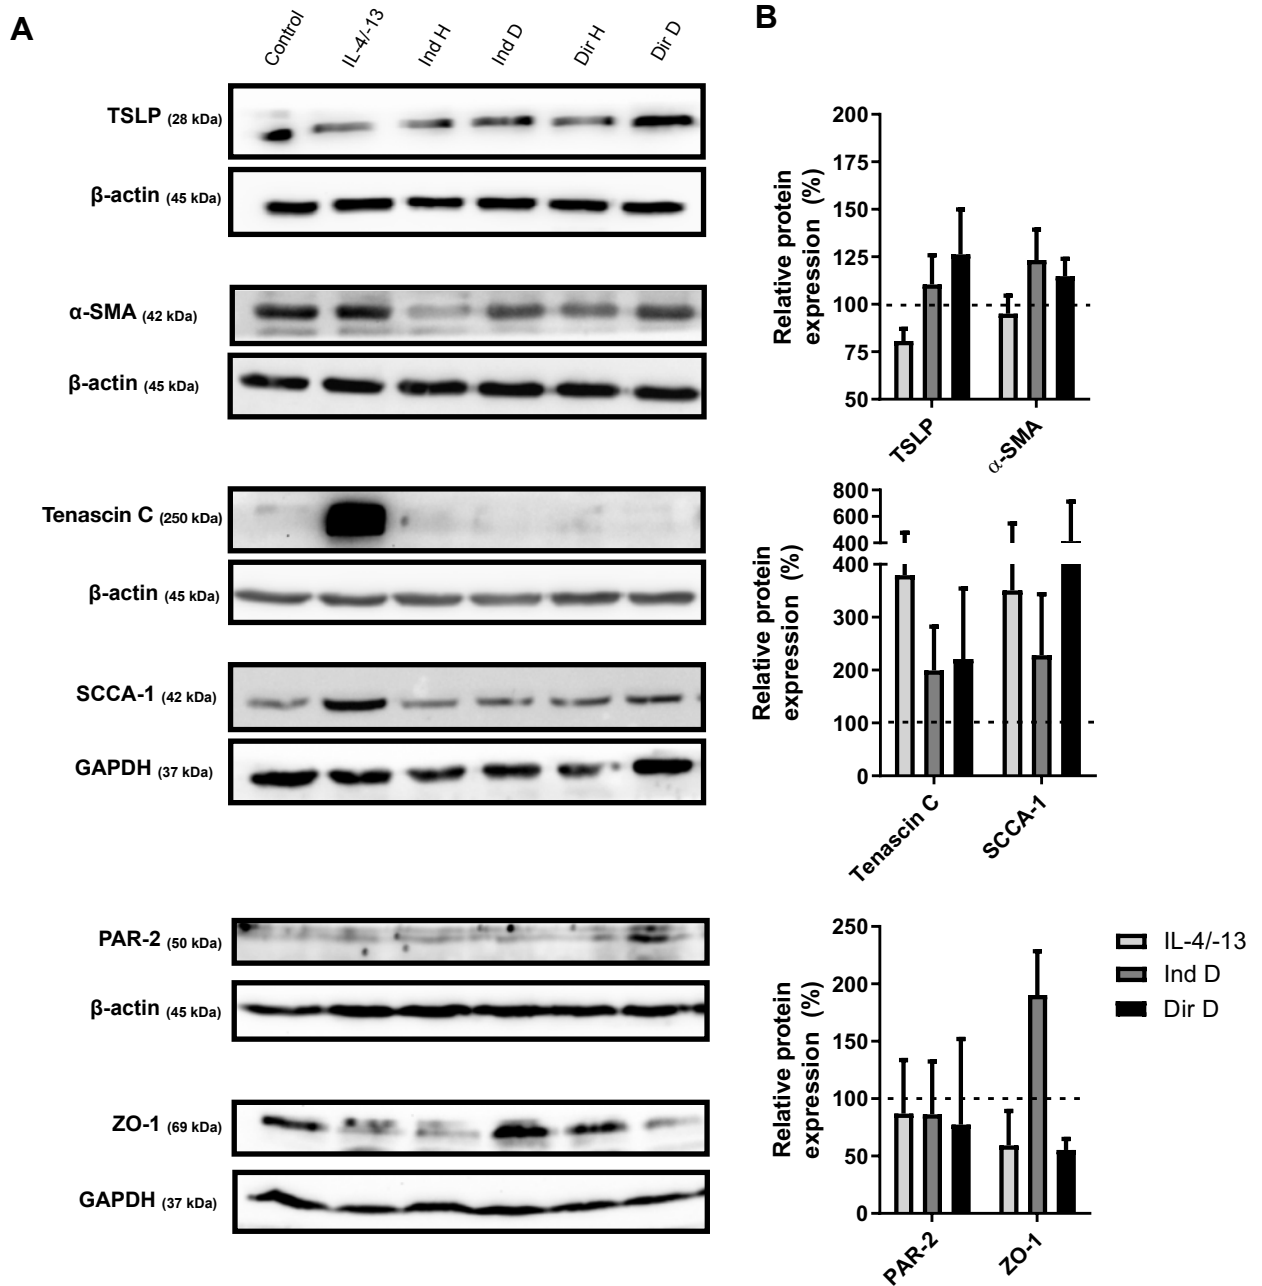 A
Control
IL-4/-13
Ind H
Ind D
Dir H
Dir D
TSLP (28 kDa)
β-actin (45 kDa)
α-SMA (42 kDa)
β-actin (45 kDa)
Tenascin C (250 kDa)
β-actin (45 kDa)
SCCA-1 (42 kDa)
GAPDH (37 kDa)
PAR-2 (50 kDa)
β-actin (45 kDa)
ZO-1 (69 kDa)
GAPDH (37 kDa)
B
Relative protein
expression (%)
200
175
150
125
100
75
50
TSLP
α-SMA
Relative protein
expression (%)
800
600
400
400
300
200
100
0
Tenascin C
SCCA-1
Relative protein
expression (%)
250
200
150
100
50
0
PAR-2
ZO-1
IL-4/-13
Ind D
Dir D